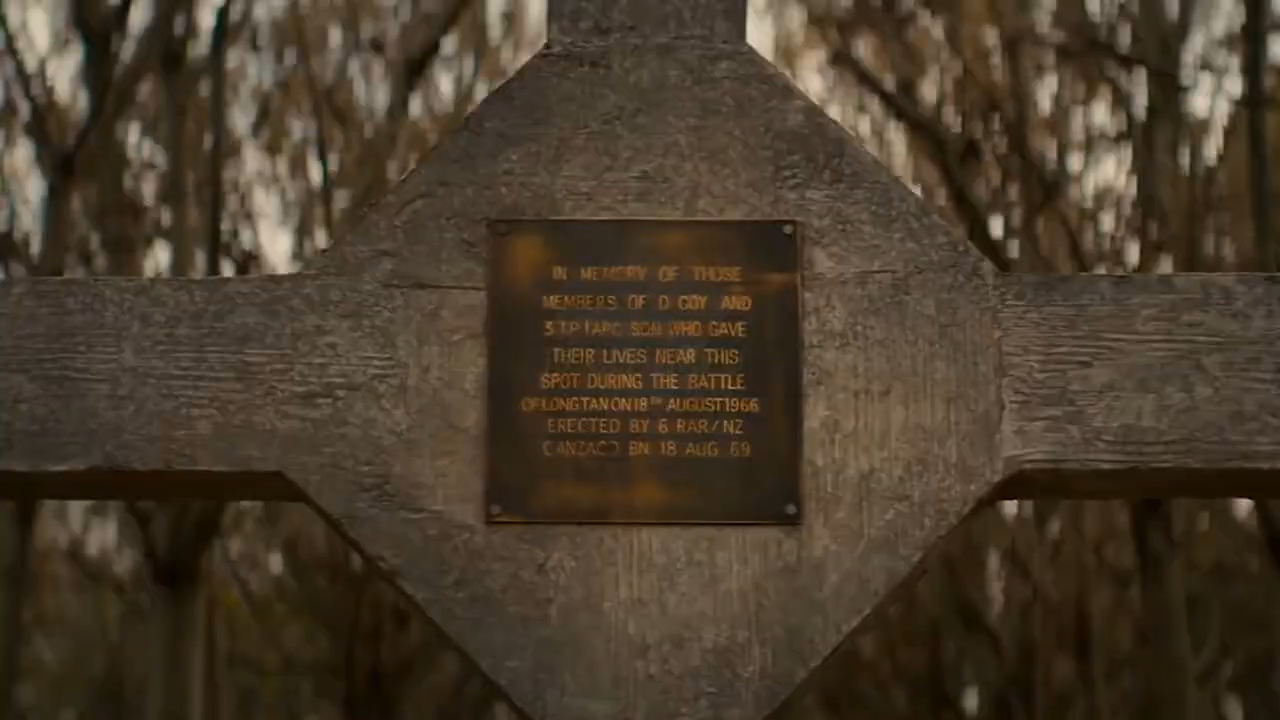 IN MEMORY OF THOSE
MEMBERS OF D COY AND
3 TP 1 APC SQN WHO GAVE
THEIR LIVES NEAR THIS
SPOT DURING THE BATTLE
OF LONG TAN ON 18TH AUGUST 1966
ERECTED BY 6 RAR/NZ
(ANZAC) BN 18 AUG 69